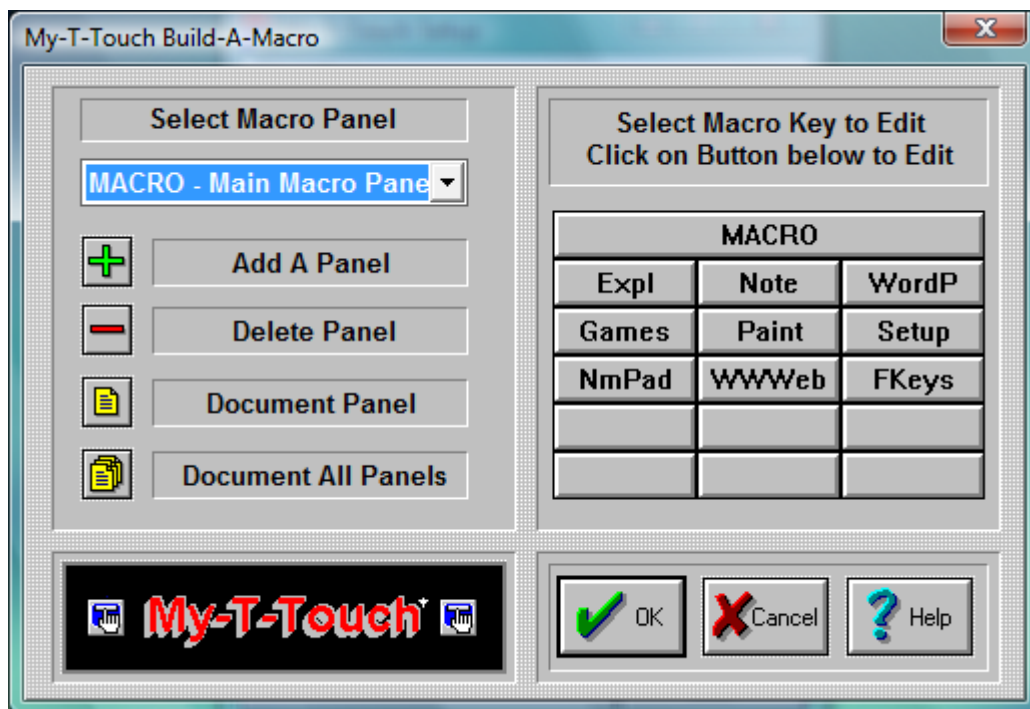 My-T-Touch Build-A-Macro
Select Macro Panel
MACRO - Main Macro Pane
Add A Panel
Delete Panel
Document Panel
Document All Panels
Select Macro Key to Edit
Click on Button below to Edit
MACRO
Expl Note WordP
Games Paint Setup
NmPad WWWeb FKeys
My-T-Touch
OK Cancel Help